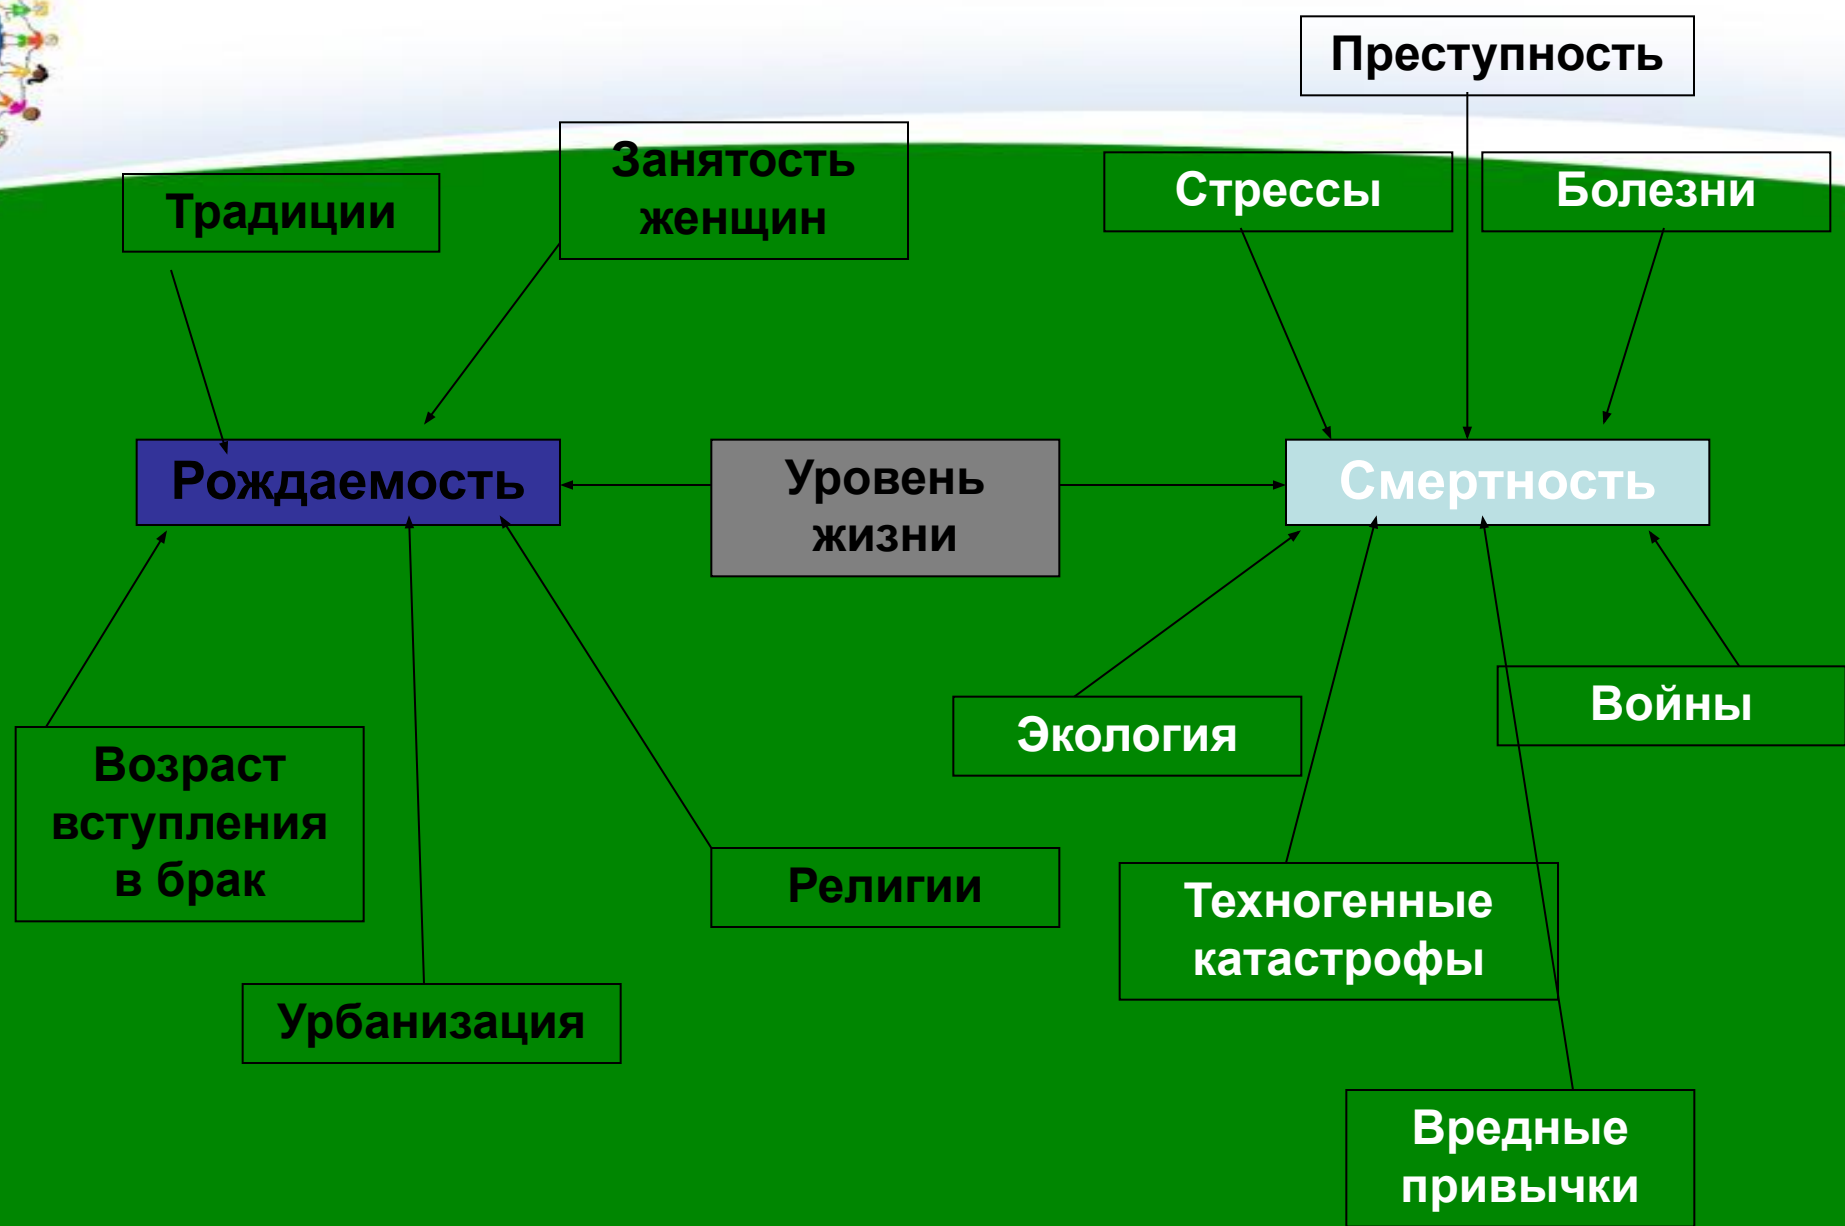 Преступность
Занятость
женщин
Традиции
Стрессы
Болезни
Рождаемость
Уровень
жизни
Смертность
Экология
Войны
Возраст
вступления
в брак
Религии
Техногенные
катастрофы
Урбанизация
Вредные
привычки